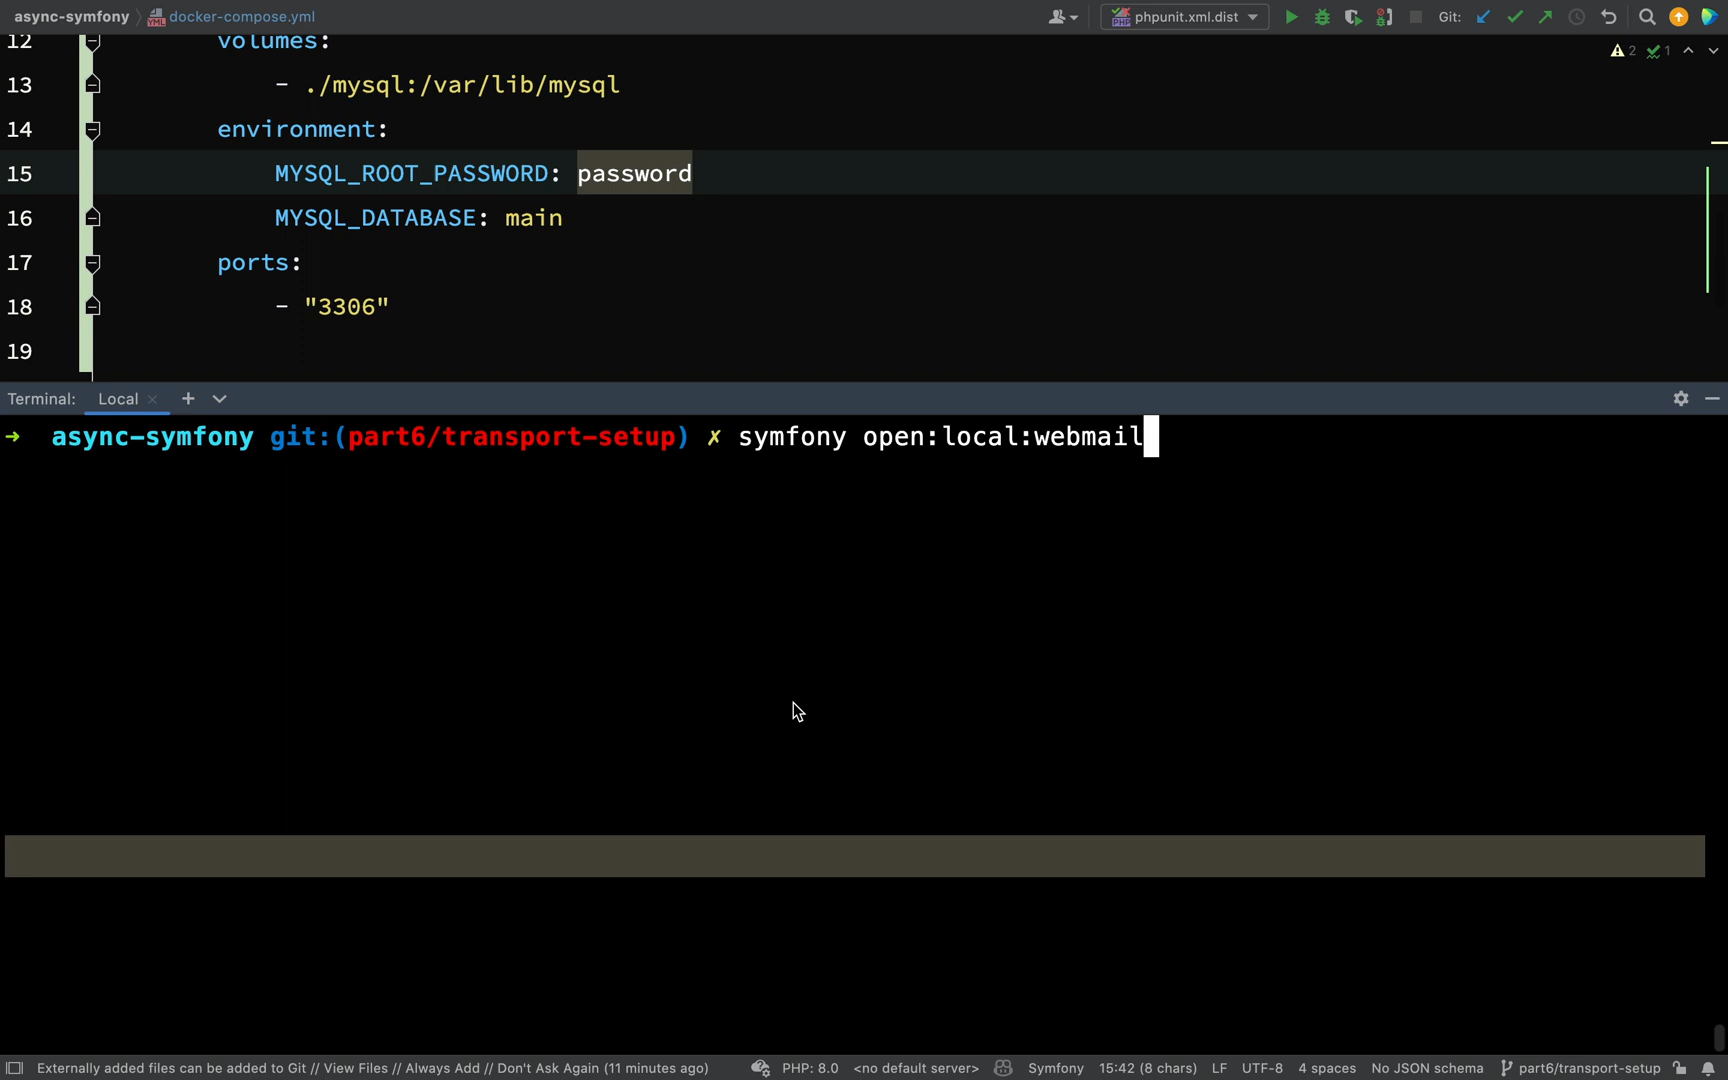 async-symfony docker-compose.yml phpunit.xml.dist Git:
12 volumes:
2 1
13 - ./mysql:/var/lib/mysql
14 environment:
15 MYSQL_ROOT_PASSWORD: password
16 MYSQL_DATABASE: main
17 ports:
18 - "3306"
19
Terminal: Local
→ async-symfony git:(part6/transport-setup) ✗ symfony open:local:webmail
Externally added files can be added to Git // View Files // Always Add // Don't Ask Again (11 minutes ago) PHP: 8.0 <no default server> Symfony 15:42 (8 chars) LF UTF-8 4 spaces No JSON schema part6/transport-setup